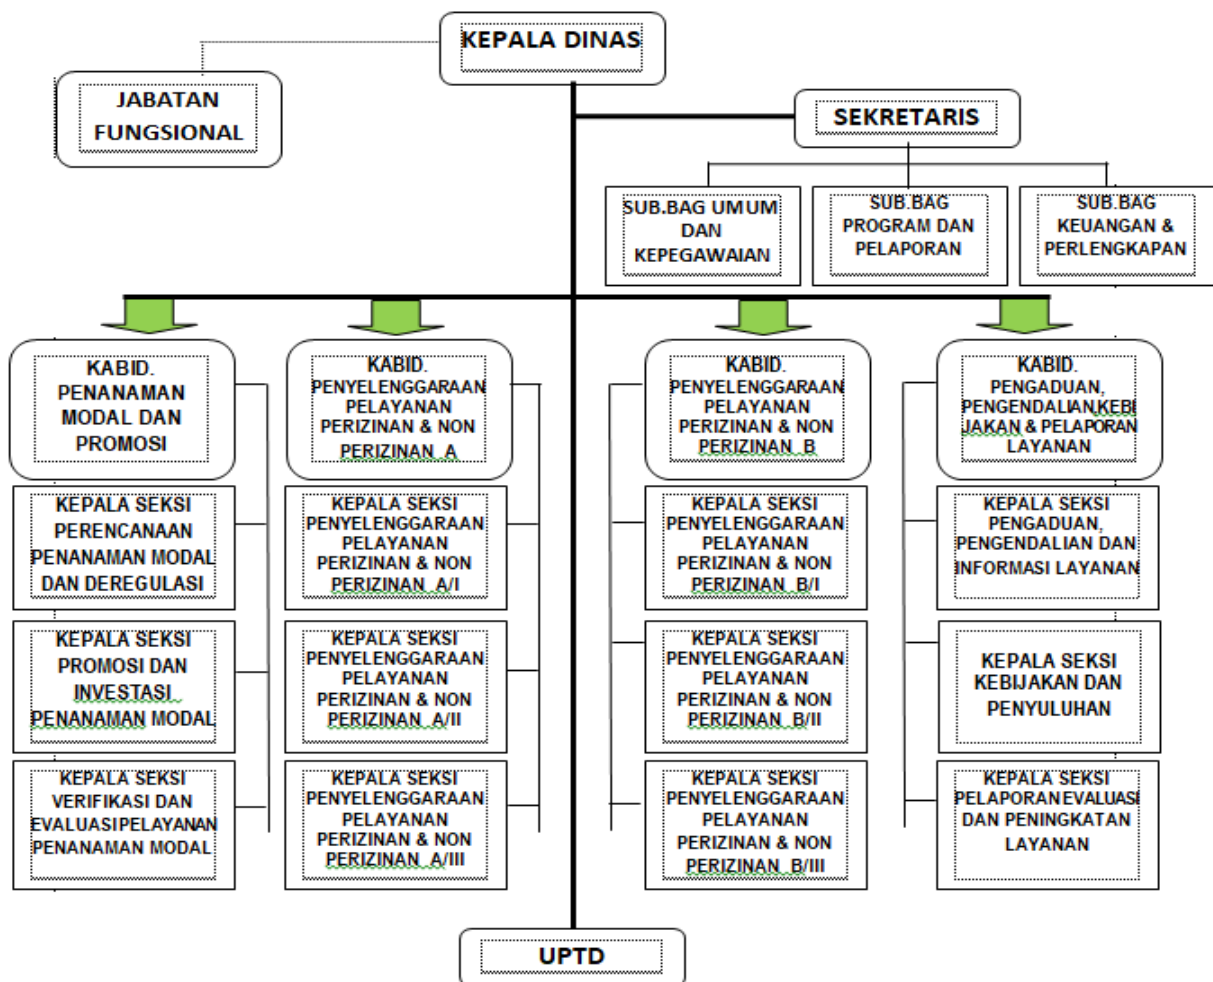 KEPALA DINAS
JABATAN
FUNGSIONAL
SEKRETARIS
SUB.BAG UMUM
DAN
KEPEGAWAIAN
SUB.BAG
PROGRAM DAN
PELAPORAN
SUB.BAG
KEUANGAN &
PERLENGKAPAN
KABID.
PENANAMAN
MODAL DAN
PROMOSI
KABID.
PENYELENGGARAAN
PELAYANAN
PERIZINAN & NON
PERIZINAN A
KABID.
PENYELENGGARAAN
PELAYANAN
PERIZINAN & NON
PERIZINAN B
KABID.
PENGADUAN,
PENGENDALIAN,KEBI
JAKAN & PELAPORAN
LAYANAN
KEPALA SEKSI
PERENCANAAN
PENANAMAN MODAL
DAN DEREGULASI
KEPALA SEKSI
PENYELENGGARAAN
PELAYANAN
PERIZINAN & NON
PERIZINAN A/I
KEPALA SEKSI
PENYELENGGARAAN
PELAYANAN
PERIZINAN & NON
PERIZINAN B/I
KEPALA SEKSI
PENGADUAN,
PENGENDALIAN DAN
INFORMASI LAYANAN
KEPALA SEKSI
PROMOSI DAN
INVESTASI
PENANAMAN MODAL
KEPALA SEKSI
PENYELENGGARAAN
PELAYANAN
PERIZINAN & NON
PERIZINAN A/II
KEPALA SEKSI
PENYELENGGARAAN
PELAYANAN
PERIZINAN & NON
PERIZINAN B/II
KEPALA SEKSI
KEBIJAKAN DAN
PENYULUHAN
KEPALA SEKSI
VERIFIKASI DAN
EVALUASI PELAYANAN
PENANAMAN MODAL
KEPALA SEKSI
PENYELENGGARAAN
PELAYANAN
PERIZINAN & NON
PERIZINAN A/III
KEPALA SEKSI
PENYELENGGARAAN
PELAYANAN
PERIZINAN & NON
PERIZINAN B/III
KEPALA SEKSI
PELAPORAN EVALUASI
DAN PENINGKATAN
LAYANAN
UPTD